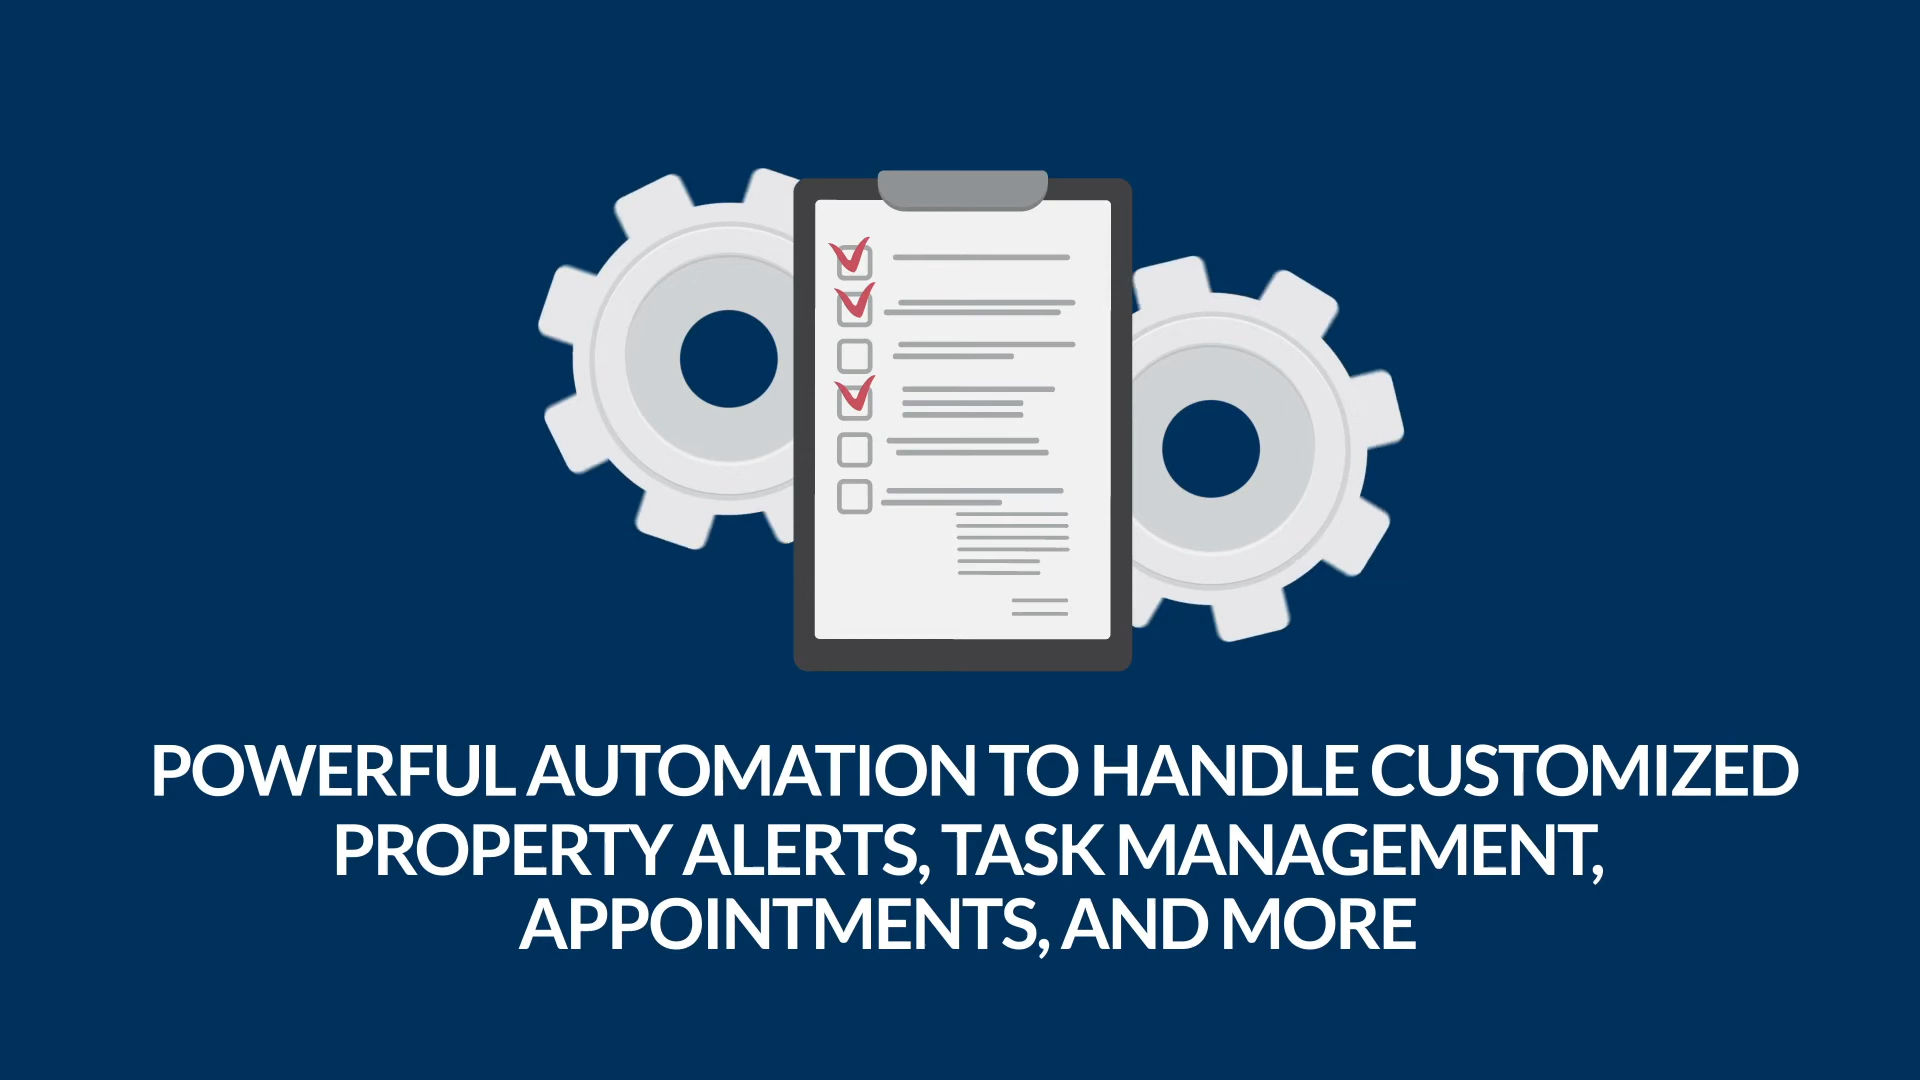 POWERFUL AUTOMATION TO HANDLE CUSTOMIZED
PROPERTY ALERTS, TASK MANAGEMENT,
APPOINTMENTS, AND MORE